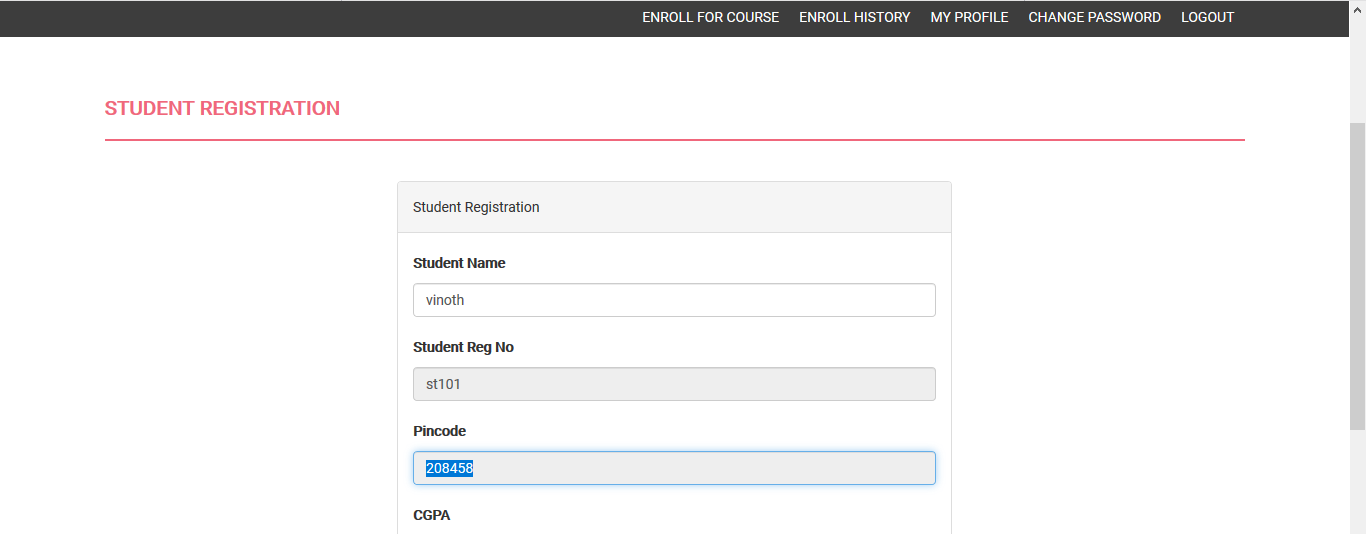 ENROLL FOR COURSE ENROLL HISTORY MY PROFILE CHANGE PASSWORD LOGOUT
STUDENT REGISTRATION
Student Registration
Student Name
vinoth
Student Reg No
st101
Pincode
208458
CGPA